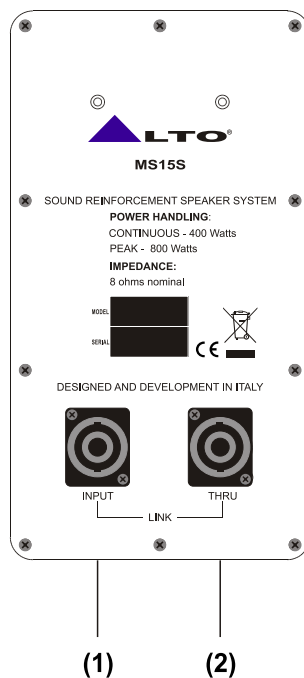 ALTO®
MS15S
SOUND REINFORCEMENT SPEAKER SYSTEM
POWER HANDLING:
CONTINUOUS - 400 Watts
PEAK - 800 Watts
IMPEDANCE:
8 ohms nominal
MODEL
SERIAL
CE
DESIGNED AND DEVELOPMENT IN ITALY
INPUT THRU
LINK
(1) (2)